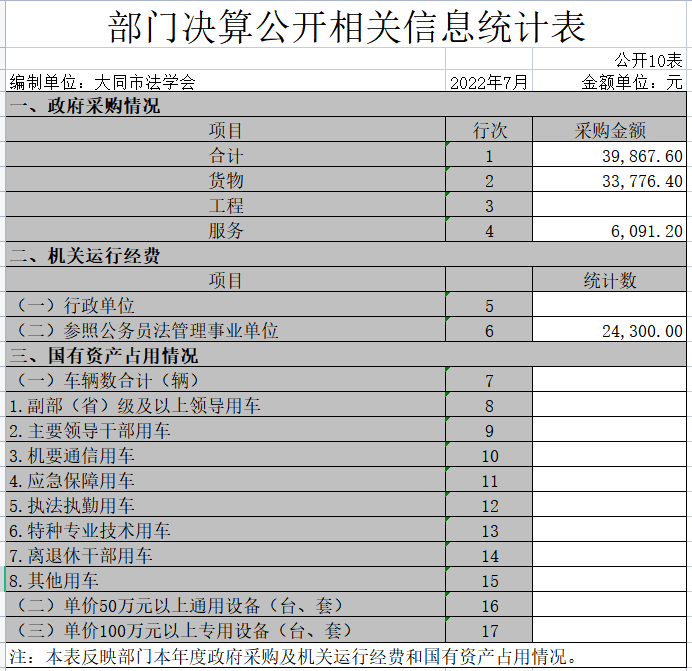 部门决算公开相关信息统计表
公开10表
编制单位：大同市法学会 2022年7月 金额单位：元
一、政府采购情况
项目 行次 采购金额
合计 1 39,867.60
货物 2 33,776.40
工程 3
服务 4 6,091.20
二、机关运行经费
项目 统计数
（一）行政单位 5
（二）参照公务员法管理事业单位 6 24,300.00
三、国有资产占用情况
（一）车辆数合计（辆） 7
1.副部（省）级及以上领导用车 8
2.主要领导干部用车 9
3.机要通信用车 10
4.应急保障用车 11
5.执法执勤用车 12
6.特种专业技术用车 13
7.离退休干部用车 14
8.其他用车 15
（二）单价50万元以上通用设备（台、套） 16
（三）单价100万元以上专用设备（台、套） 17
注：本表反映部门本年度政府采购及机关运行经费和国有资产占用情况。